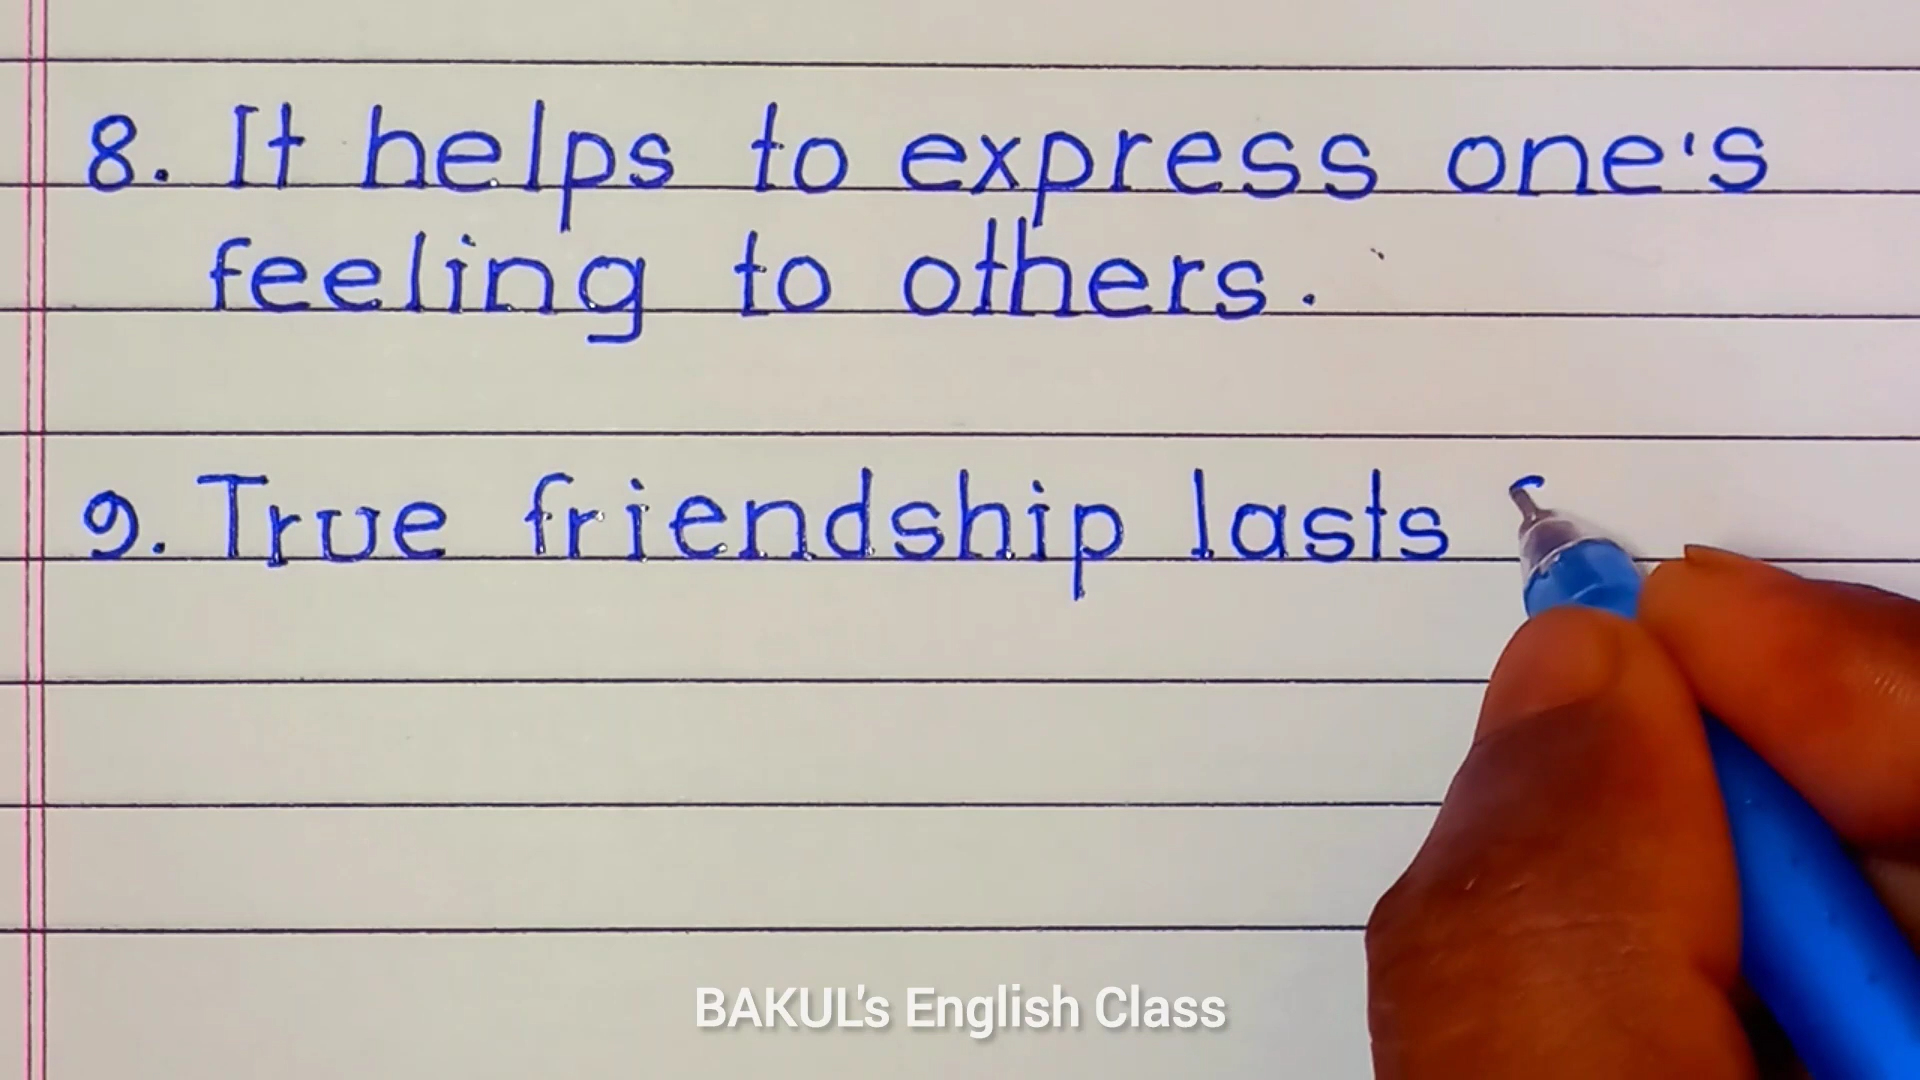 8. It helps to express one's
feeling to others.
9. True friendship lasts
BAKUL's English Class